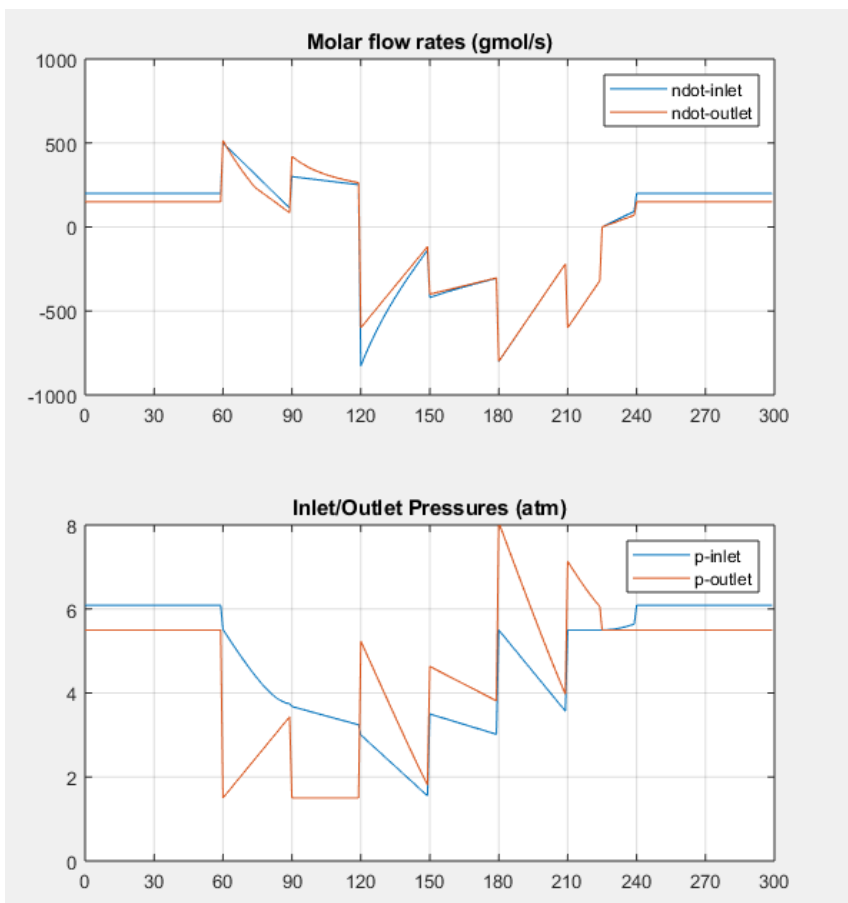 Molar flow rates (gmol/s)
1000
500
0
-500
-1000
ndot-inlet
ndot-outlet
0 30 60 90 120 150 180 210 240 270 300
Inlet/Outlet Pressures (atm)
8
6
4
2
0
p-inlet
p-outlet
0 30 60 90 120 150 180 210 240 270 300